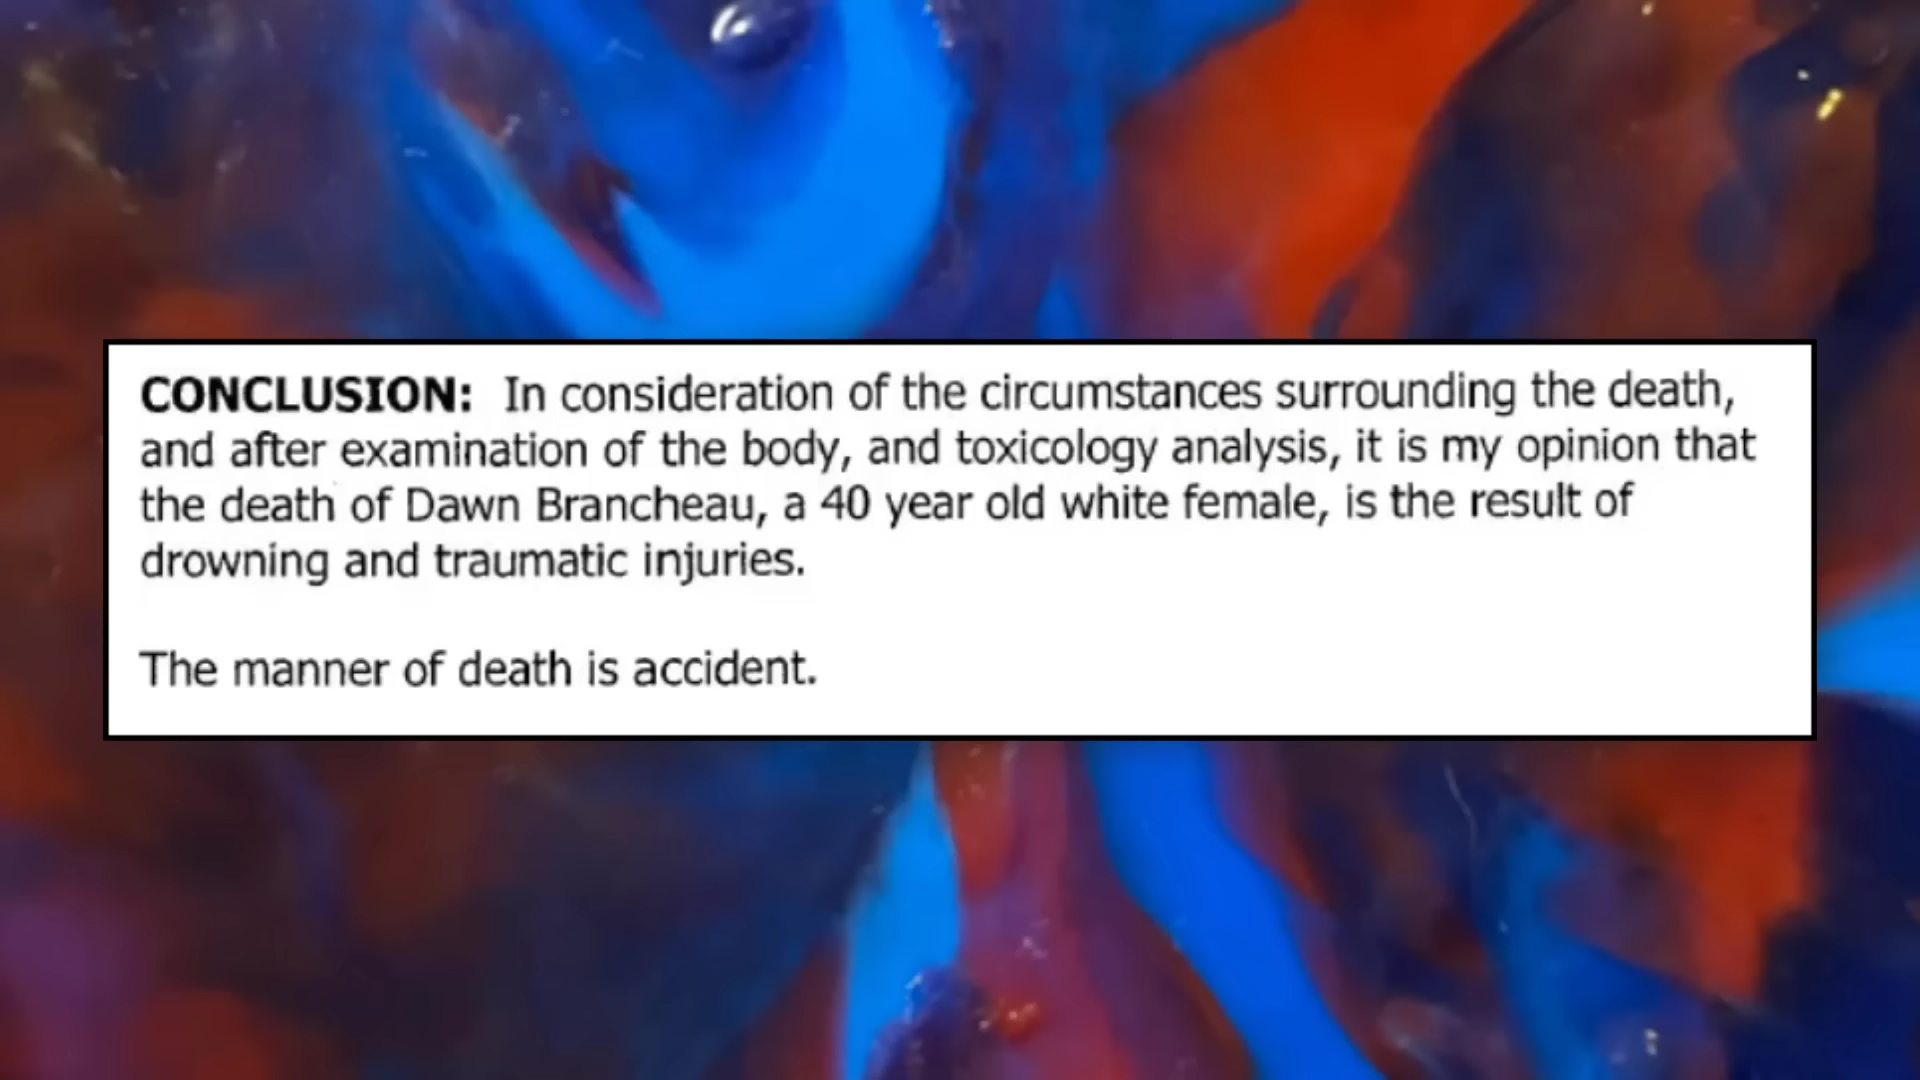 CONCLUSION: In consideration of the circumstances surrounding the death,
and after examination of the body, and toxicology analysis, it is my opinion that
the death of Dawn Brancheau, a 40 year old white female, is the result of
drowning and traumatic injuries.
The manner of death is accident.